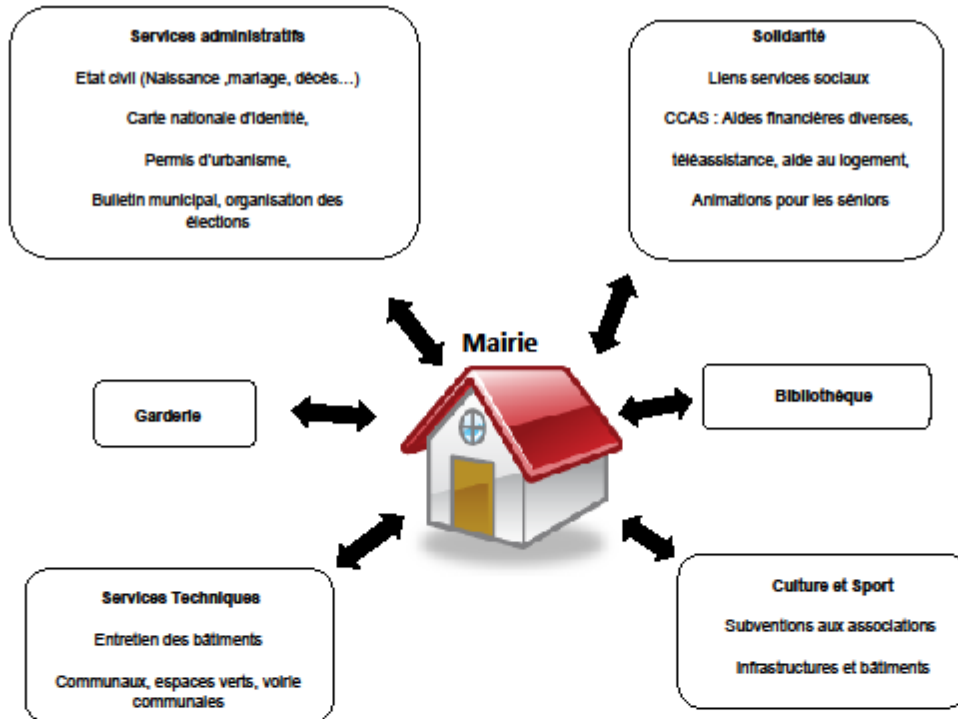 Services administratifs
Etat civil (Naissance ,mariage, décès…)
Carte nationale d'identité,
Permis d'urbanisme,
Bulletin municipal, organisation des
élections
Solidarité
Liens services sociaux
CCAS : Aides financières diverses,
téléassistance, aide au logement,
Animations pour les séniors
Mairie
Garderie
Bibliothèque
Services Techniques
Entretien des bâtiments
Communaux, espaces verts, voirie
communales
Culture et Sport
Subventions aux associations
Infrastructures et bâtiments